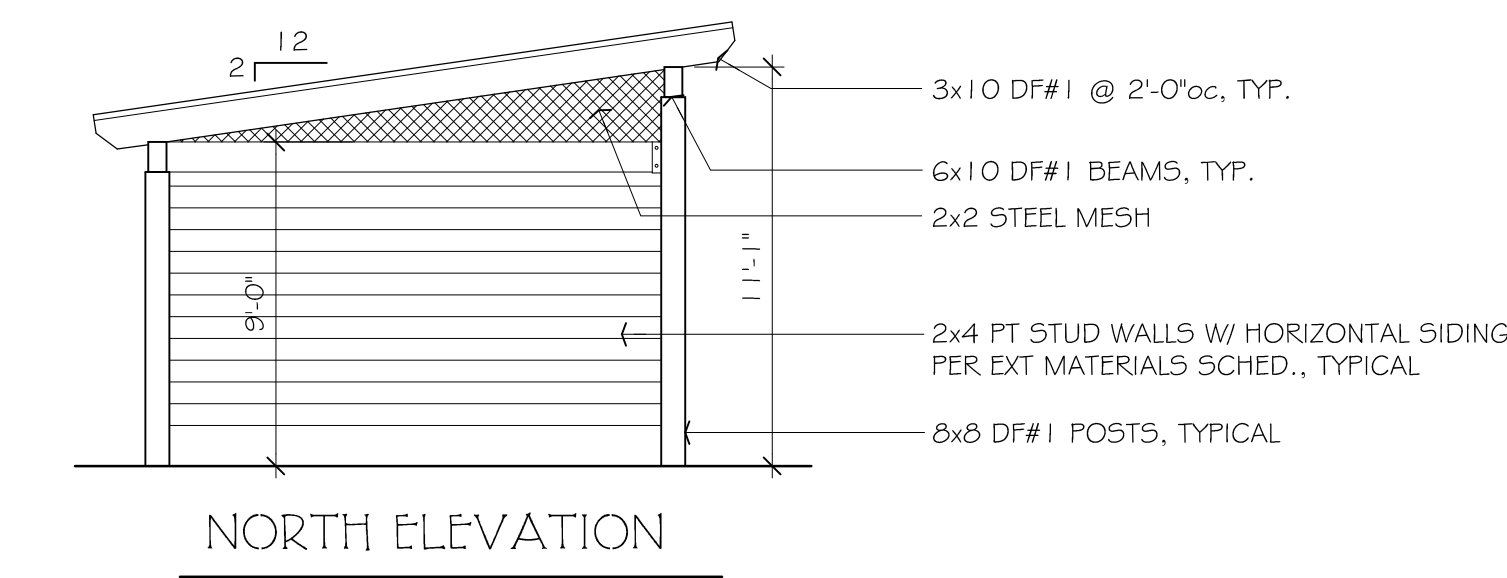 12
2
3x10 DF#1 @ 2'-0"oc, TYP.
6x10 DF#1 BEAMS, TYP.
2x2 STEEL MESH
11'-1"
9'-0"
2x4 PT STUD WALLS W/ HORIZONTAL SIDING
PER EXT MATERIALS SCHED., TYPICAL
8x8 DF#1 POSTS, TYPICAL
NORTH ELEVATION